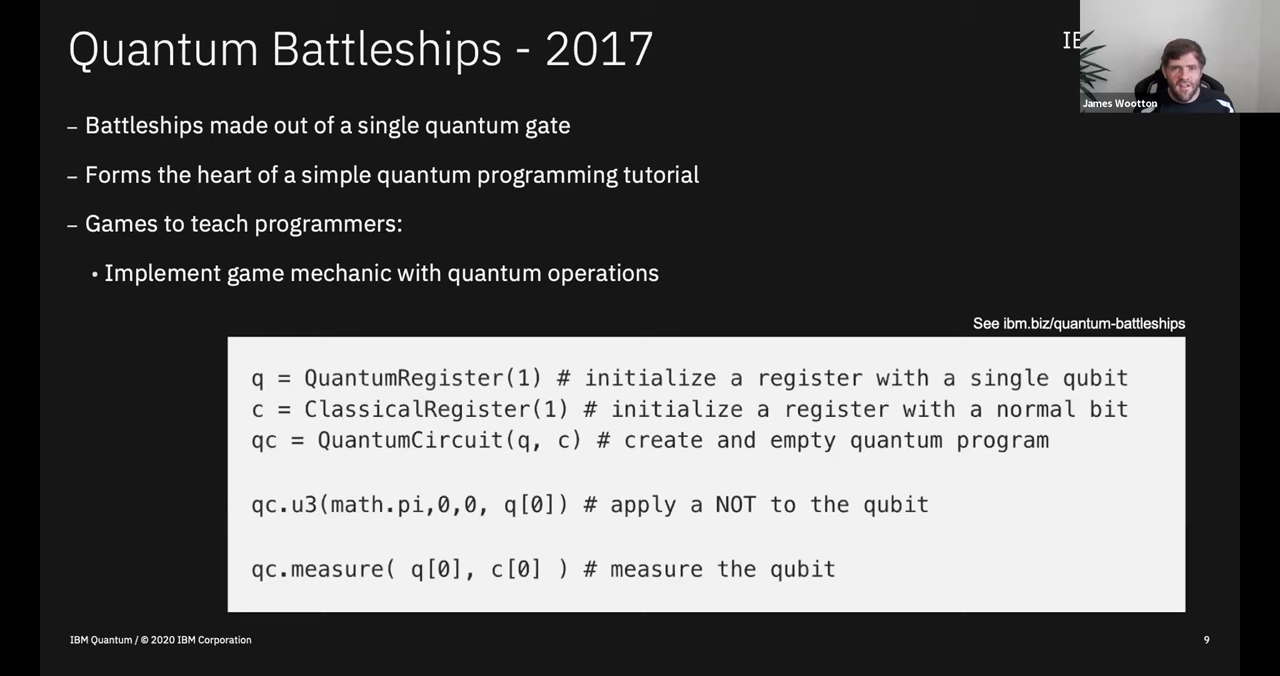 Quantum Battleships - 2017
James Wootton
– Battleships made out of a single quantum gate
– Forms the heart of a simple quantum programming tutorial
– Games to teach programmers:
• Implement game mechanic with quantum operations
See ibm.biz/quantum-battleships
q = QuantumRegister(1) # initialize a register with a single qubit
c = ClassicalRegister(1) # initialize a register with a normal bit
qc = QuantumCircuit(q, c) # create and empty quantum program
qc.u3(math.pi,0,0, q[0]) # apply a NOT to the qubit
qc.measure( q[0], c[0] ) # measure the qubit
IBM Quantum / © 2020 IBM Corporation
9